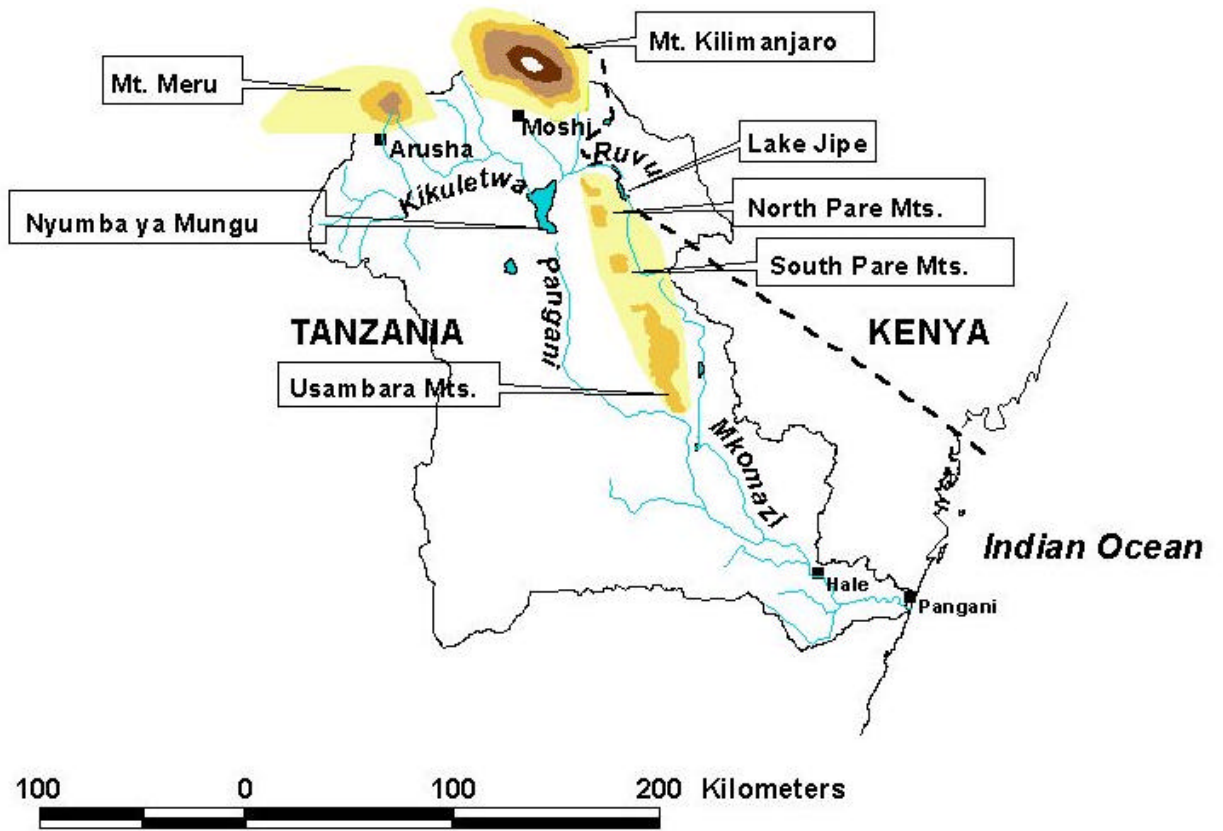 Mt. Kilimanjaro
Mt. Meru
Moshi
Arusha
Ruvu
Lake Jipe
Kikuletwa
North Pare Mts.
Nyumba ya Mungu
South Pare Mts.
Pangani
TANZANIA
KENYA
Usambara Mts.
Mkomazi
Indian Ocean
Hale
Pangani
100 0 100 200 Kilometers